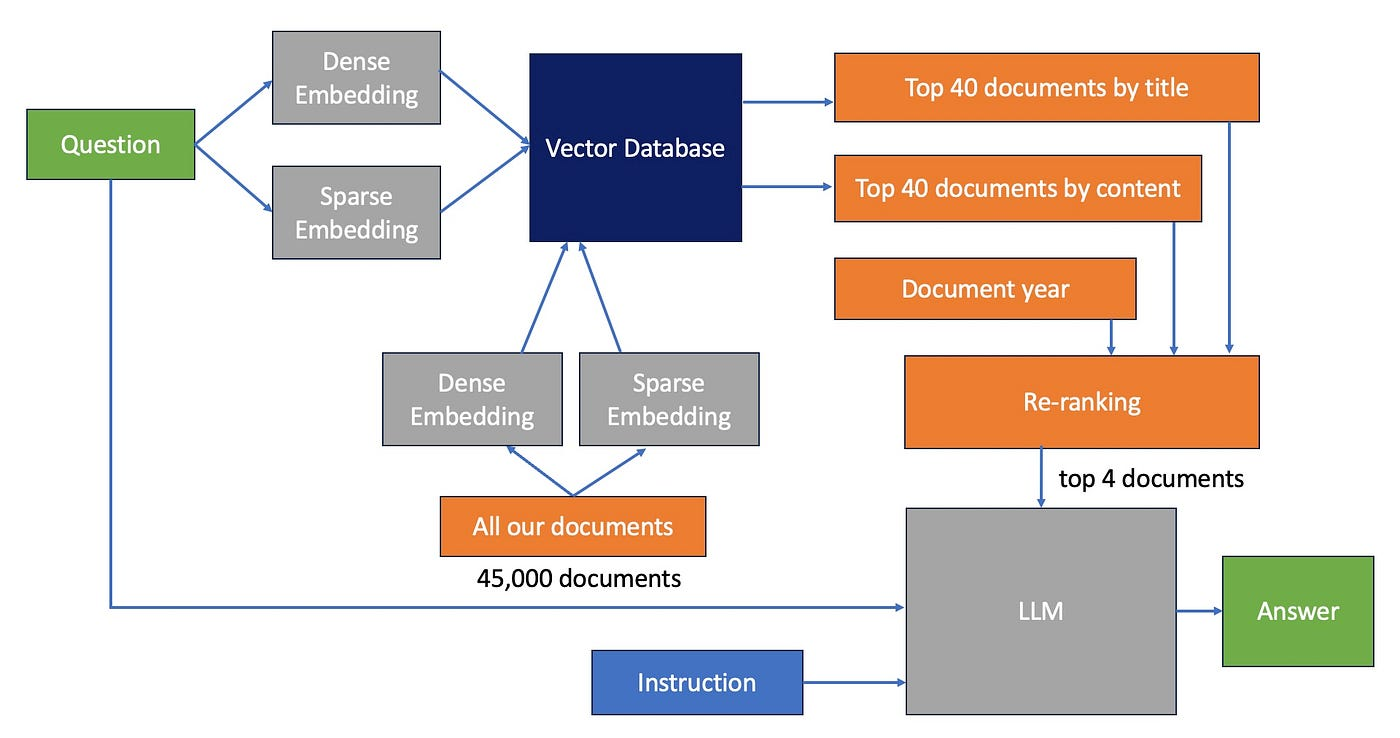 Question
Dense
Embedding
Sparse
Embedding
Vector Database
Top 40 documents by title
Top 40 documents by content
Document year
Re-ranking
top 4 documents
Dense
Embedding
Sparse
Embedding
All our documents
45,000 documents
LLM
Answer
Instruction